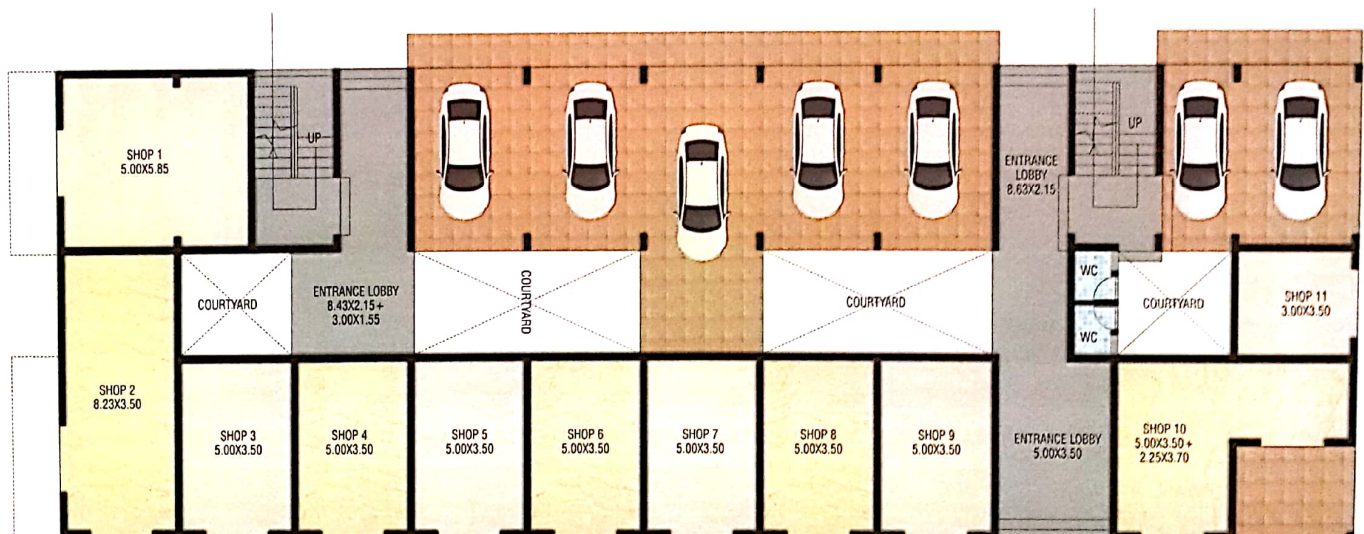 SHOP 1
5.00X5.85
UP
ENTRANCE
LOBBY
8.63X2.15
UP
COURTYARD
ENTRANCE LOBBY
8.43X2.15+
3.00X1.55
COURTYARD
COURTYARD
WC
WC
COURTYARD
SHOP 11
3.00X3.50
SHOP 2
8.23X3.50
SHOP 3
5.00X3.50
SHOP 4
5.00X3.50
SHOP 5
5.00X3.50
SHOP 6
5.00X3.50
SHOP 7
5.00X3.50
SHOP 8
5.00X3.50
SHOP 9
5.00X3.50
ENTRANCE LOBBY
5.00X3.50
SHOP 10
5.00X3.50+
2.25X3.70